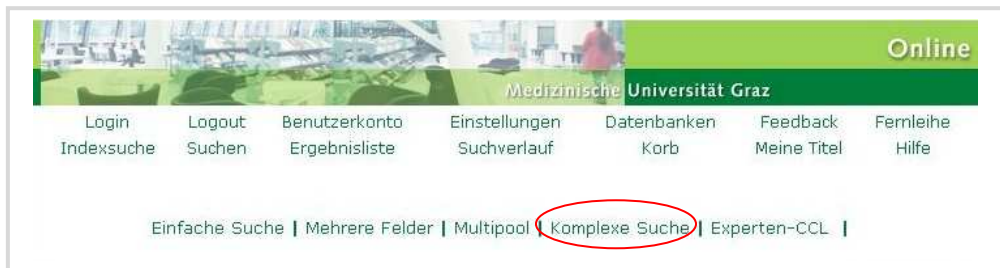 Online
Medizinische Universität Graz
Login Logout Benutzerkonto Einstellungen Datenbanken Feedback Fernleihe
Indexsuche Suchen Ergebnisliste Suchverlauf Korb Meine Titel Hilfe
Einfache Suche | Mehrere Felder | Multipool | Komplexe Suche | Experten-CCL |